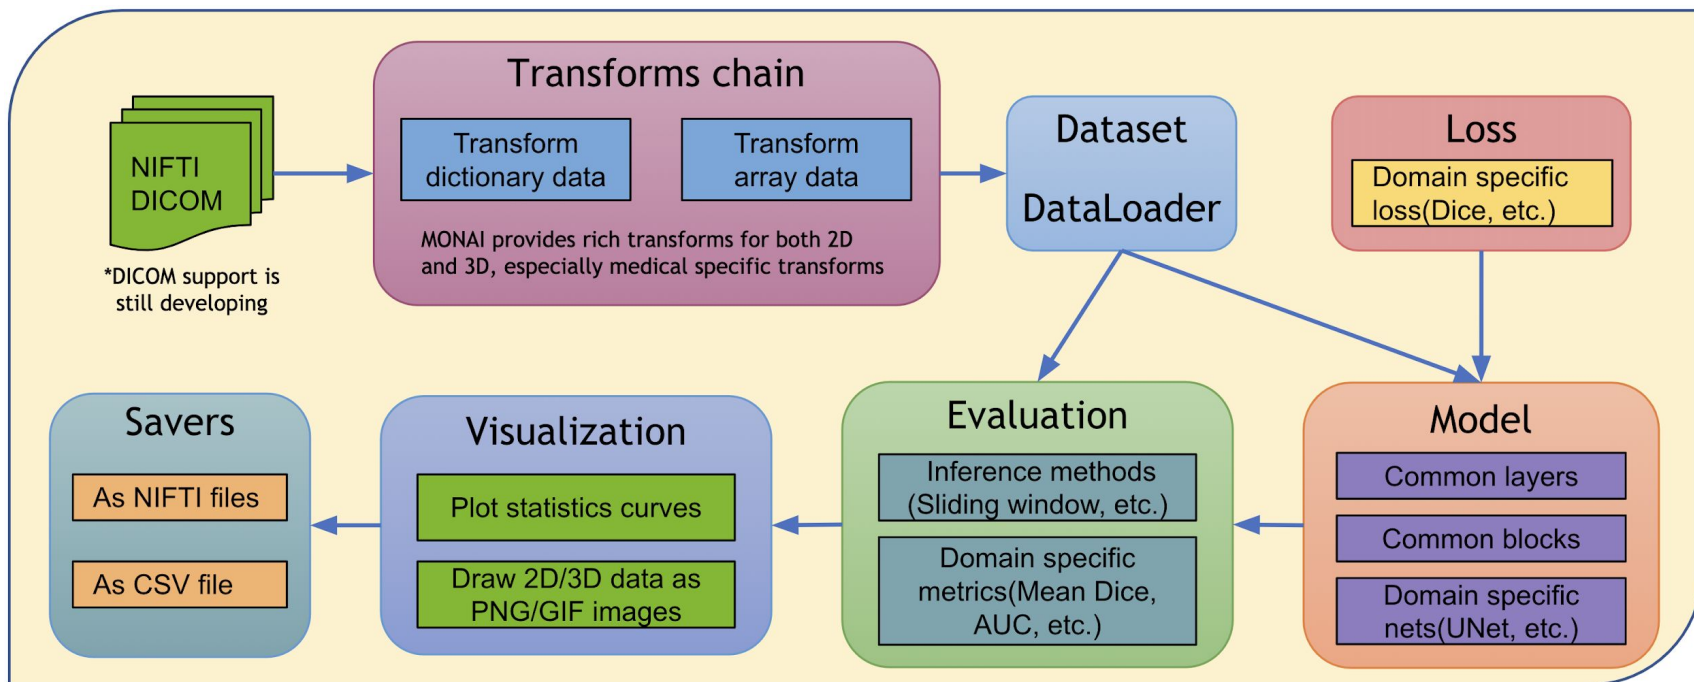 NIFTI
DICOM
*DICOM support is
still developing
Transforms chain
Transform
dictionary data
Transform
array data
MONAI provides rich transforms for both 2D
and 3D, especially medical specific transforms
Dataset
DataLoader
Loss
Domain specific
loss(Dice, etc.)
Savers
As NIFTI files
As CSV file
Visualization
Plot statistics curves
Draw 2D/3D data as
PNG/GIF images
Evaluation
Inference methods
(Sliding window, etc.)
Domain specific
metrics(Mean Dice,
AUC, etc.)
Model
Common layers
Common blocks
Domain specific
nets(UNet, etc.)